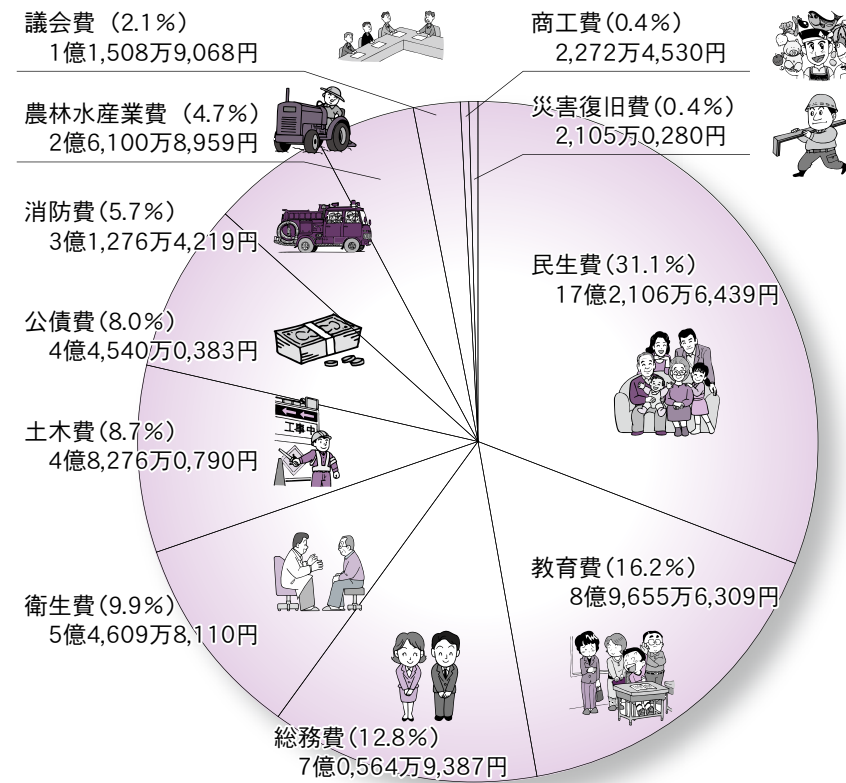 議会費 (2.1%)
1億1,508万9,068円
商工費(0.4%)
2,272万4,530円
農林水産業費 (4.7%)
2億6,100万8,959円
災害復旧費(0.4%)
2,105万0,280円
消防費(5.7%)
3億1,276万4,219円
民生費(31.1%)
17億2,106万6,439円
公債費(8.0%)
4億4,540万0,383円
土木費(8.7%)
4億8,276万0,790円
工事中
教育費(16.2%)
8億9,655万6,309円
衛生費(9.9%)
5億4,609万8,110円
総務費(12.8%)
7億0,564万9,387円